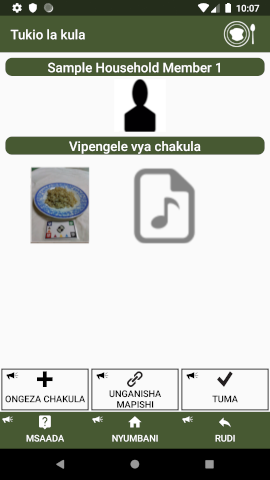 10:07
Tukio la kula
Sample Household Member 1
Vipengele vya chakula
ONGEZA CHAKULA
UNGANISHA
MAPISHI
TUMA
MSAADA
NYUMBANI
RUDI